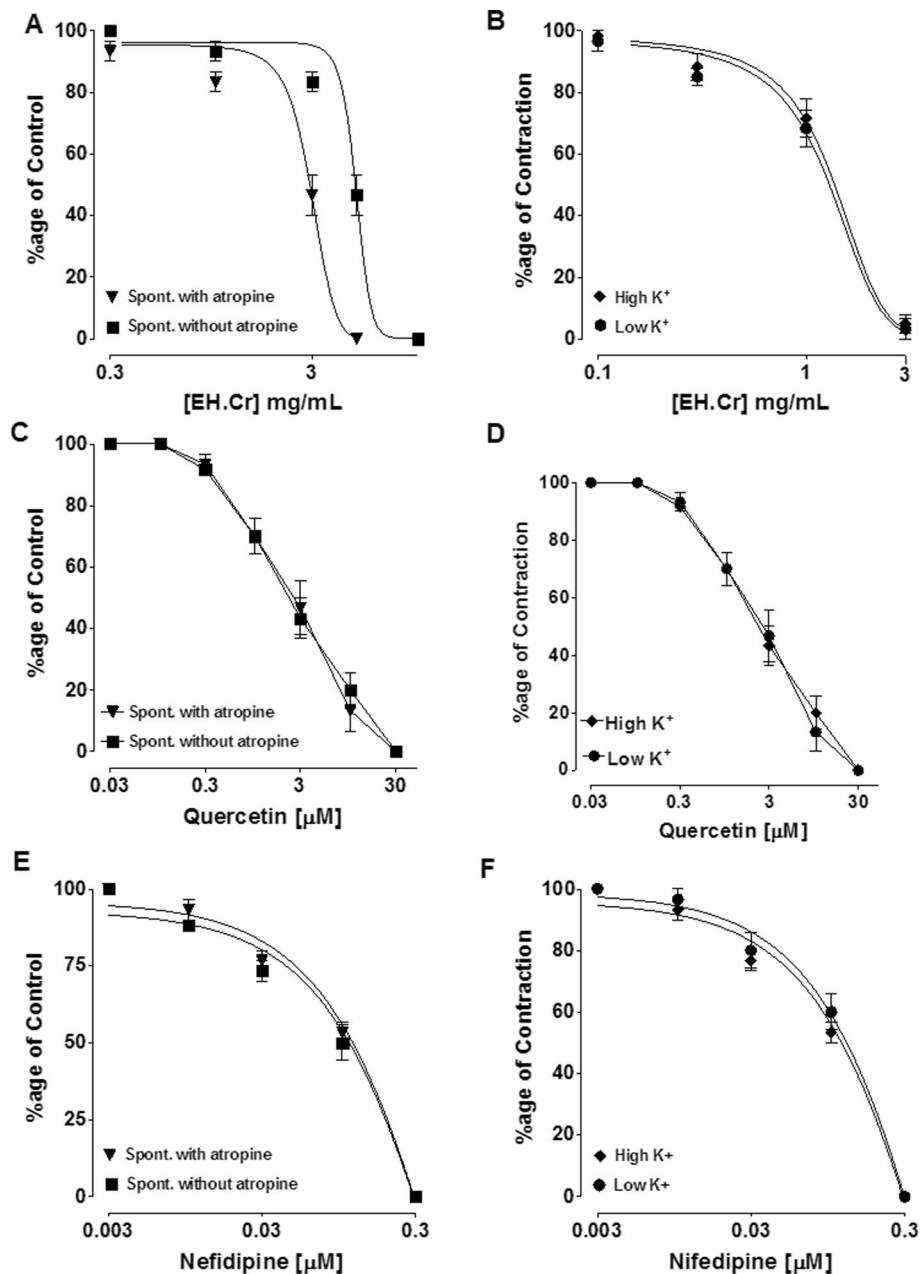 A
%age of Control
100
80
60
40
20
0
Spont. with atropine
Spont. without atropine
0.3
3
[EH.Cr] mg/mL
B
%age of Contraction
100
80
60
40
20
0
High K⁺
Low K⁺
0.1
1
3
[EH.Cr] mg/mL
C
%age of Control
100
80
60
40
20
0
Spont. with atropine
Spont. without atropine
0.03
0.3
3
30
Quercetin [µM]
D
%age of Contraction
100
80
60
40
20
0
High K⁺
Low K⁺
0.03
0.3
3
30
Quercetin [µM]
E
%age of Control
100
75
50
25
0
Spont. with atropine
Spont. without atropine
0.003
0.03
0.3
Nefidipine [µM]
F
%age of Contraction
100
80
60
40
20
0
High K+
Low K+
0.003
0.03
0.3
Nifedipine [µM]